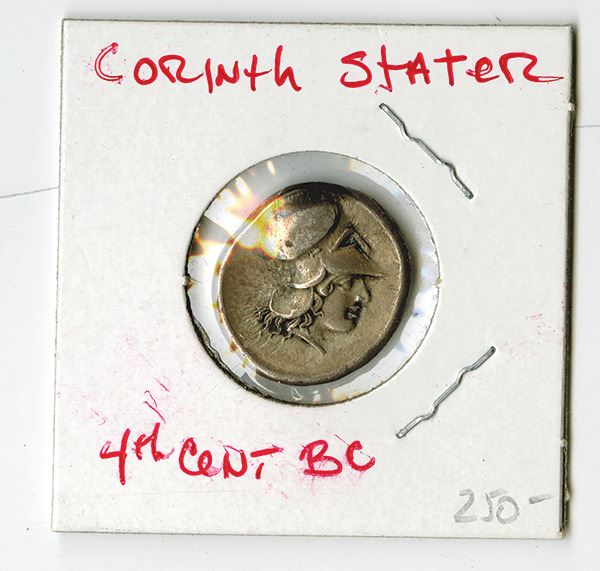 Corinth Stater
4th Cent BC
250-